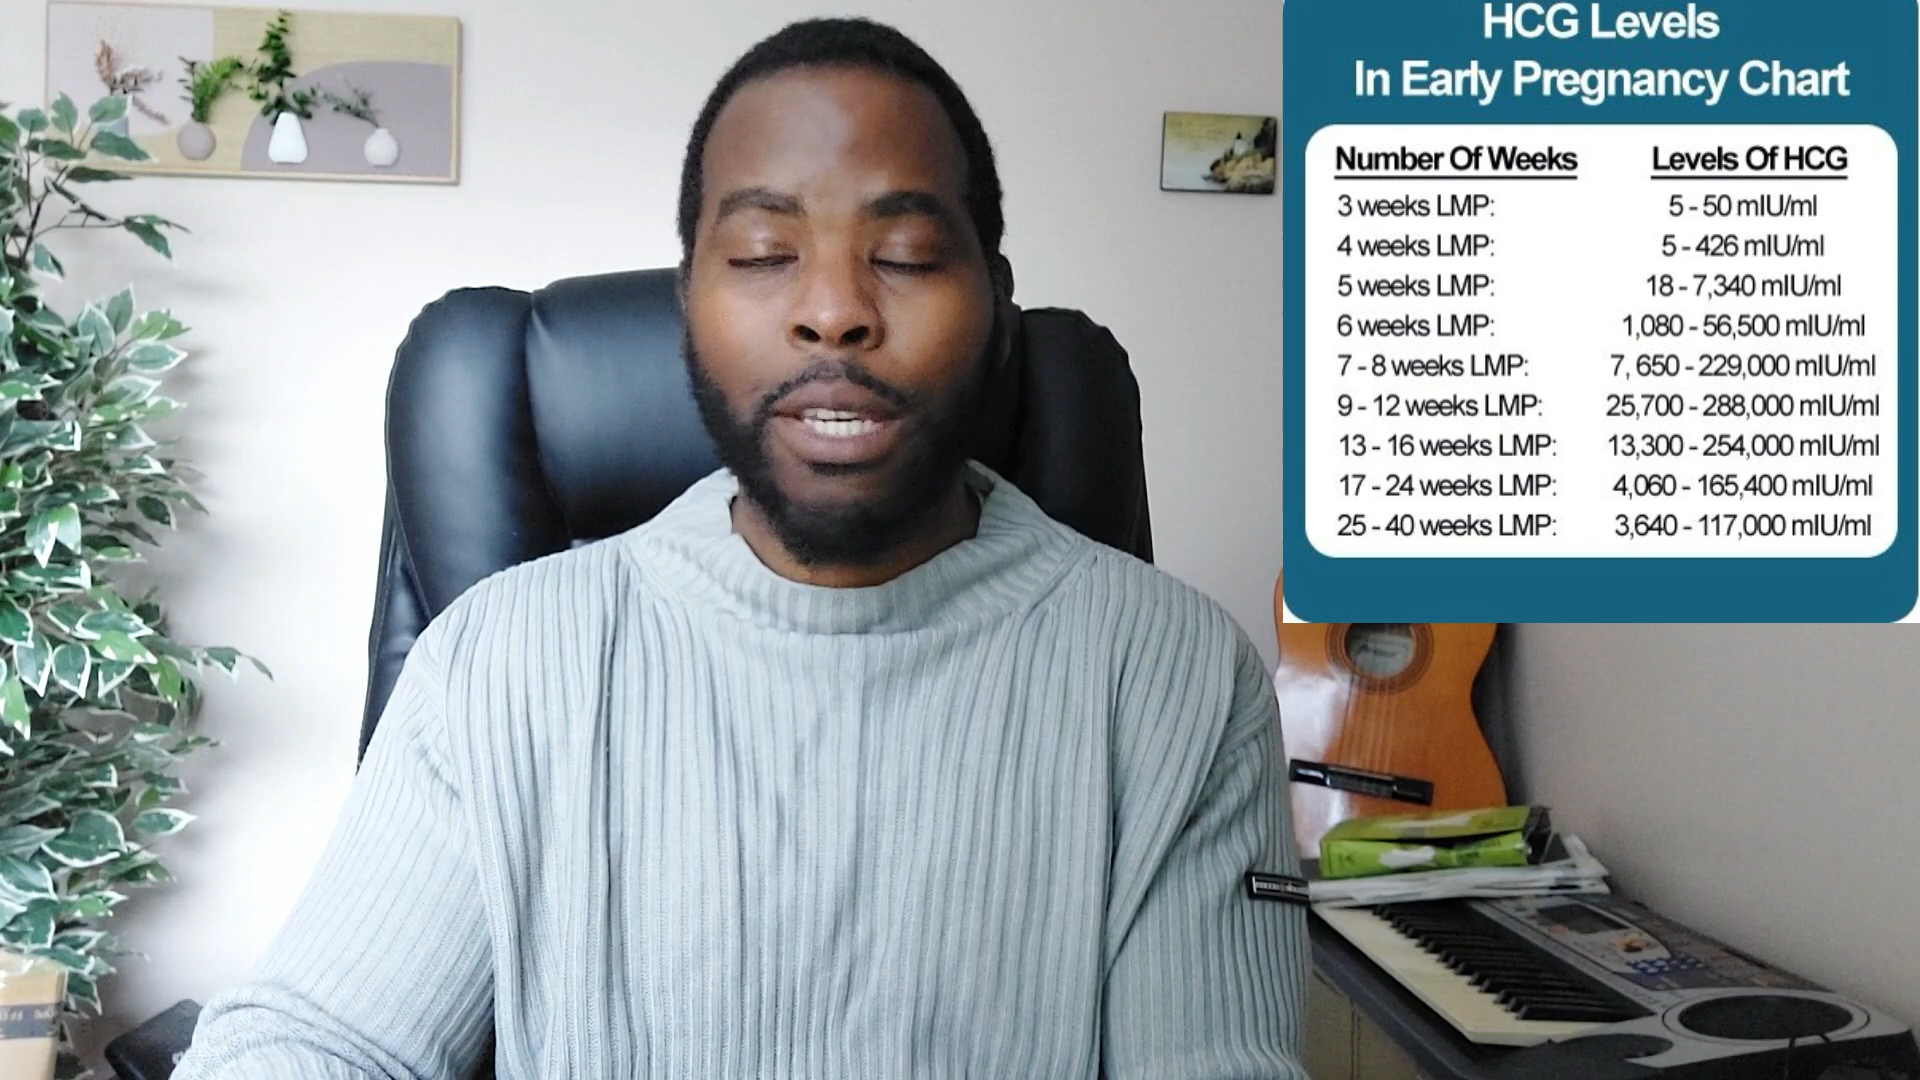 HCG Levels
In Early Pregnancy Chart
Number Of Weeks Levels Of HCG
3 weeks LMP: 5 - 50 mIU/ml
4 weeks LMP: 5 - 426 mIU/ml
5 weeks LMP: 18 - 7,340 mIU/ml
6 weeks LMP: 1,080 - 56,500 mIU/ml
7 - 8 weeks LMP: 7, 650 - 229,000 mIU/ml
9 - 12 weeks LMP: 25,700 - 288,000 mIU/ml
13 - 16 weeks LMP: 13,300 - 254,000 mIU/ml
17 - 24 weeks LMP: 4,060 - 165,400 mIU/ml
25 - 40 weeks LMP: 3,640 - 117,000 mIU/ml